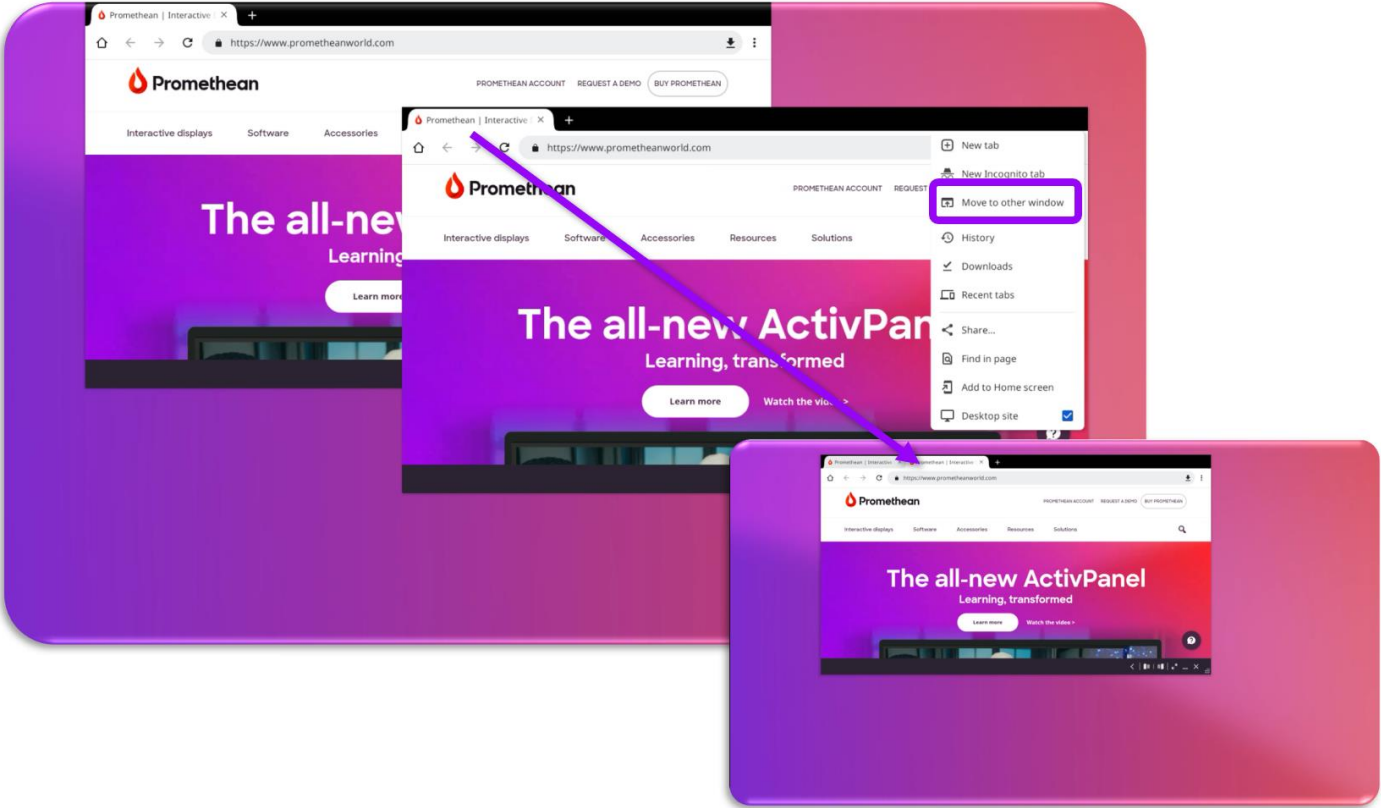 Promethean | Interactive
https://www.prometheanworld.com
Promethean
PROMETHEAN ACCOUNT REQUEST A DEMO BUY PROMETHEAN
Interactive displays Software Accessories
The all-new
Learning
Learn more
Promethean | Interactive
https://www.prometheanworld.com
Promethean
PROMETHEAN ACCOUNT REQUEST
Interactive displays Software Accessories Resources Solutions
The all-new ActivPan
Learning, transformed
Learn more Watch the video >
New tab
New Incognito tab
Move to other window
History
Downloads
Recent tabs
Share...
Find in page
Add to Home screen
Desktop site
Promethean | Interactive Promethean | Interactive
https://www.prometheanworld.com
Promethean
PROMETHEAN ACCOUNT REQUEST A DEMO BUY PROMETHEAN
Interactive displays Software Accessories Resources Solutions
The all-new ActivPanel
Learning, transformed
Learn more Watch the video >